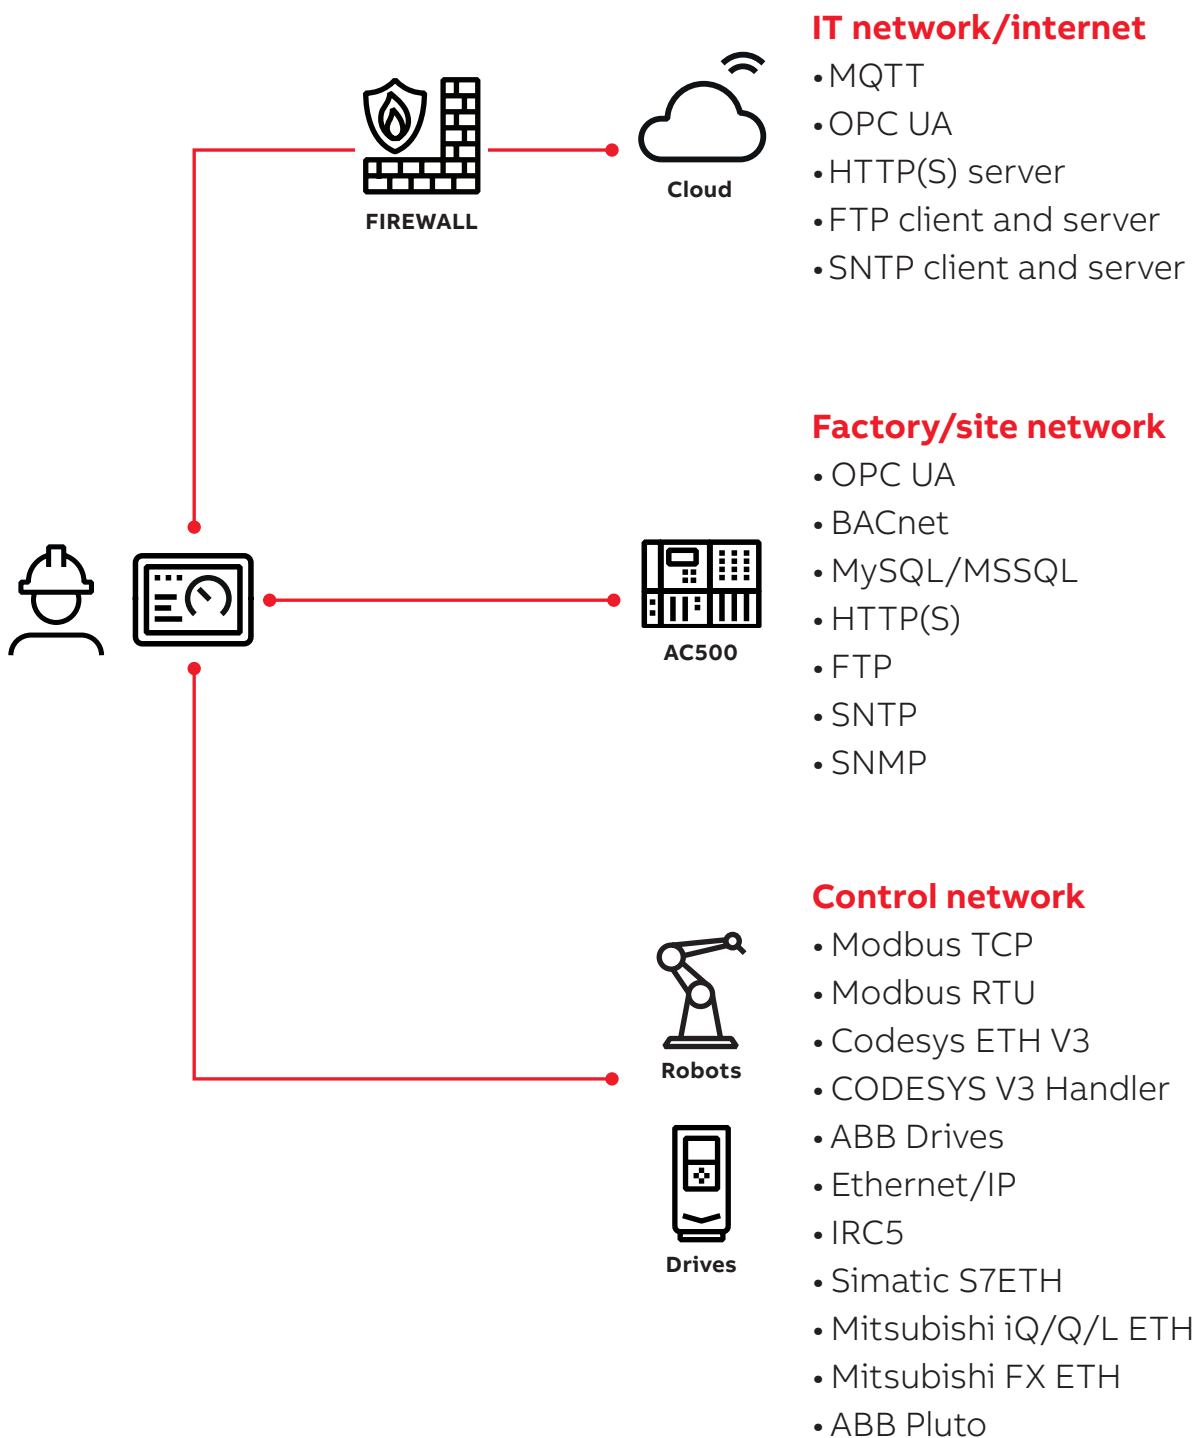 IT network/internet
• MQTT
• OPC UA
• HTTP(S) server
• FTP client and server
• SNTP client and server
FIREWALL
Cloud
Factory/site network
• OPC UA
• BACnet
• MySQL/MSSQL
• HTTP(S)
• FTP
• SNTP
• SNMP
AC500
Control network
• Modbus TCP
• Modbus RTU
• Codesys ETH V3
• CODESYS V3 Handler
• ABB Drives
• Ethernet/IP
• IRC5
• Simatic S7ETH
• Mitsubishi iQ/Q/L ETH
• Mitsubishi FX ETH
• ABB Pluto
Robots
Drives